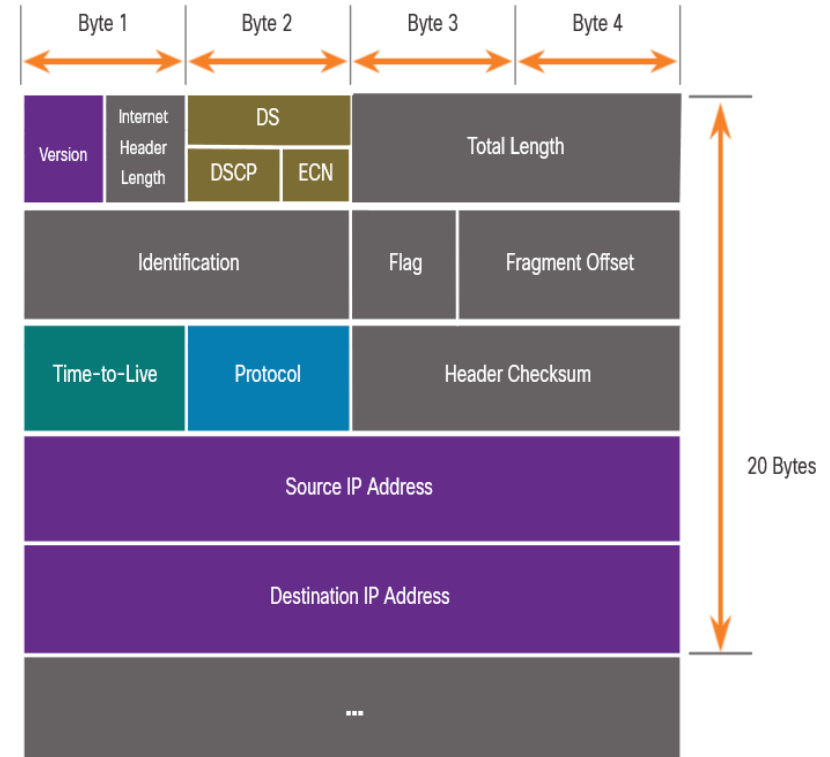 Byte 1
Byte 2
Byte 3
Byte 4
Version
Internet
Header
Length
DS
DSCP
ECN
Total Length
Identification
Flag
Fragment Offset
Time-to-Live
Protocol
Header Checksum
Source IP Address
20 Bytes
Destination IP Address
...